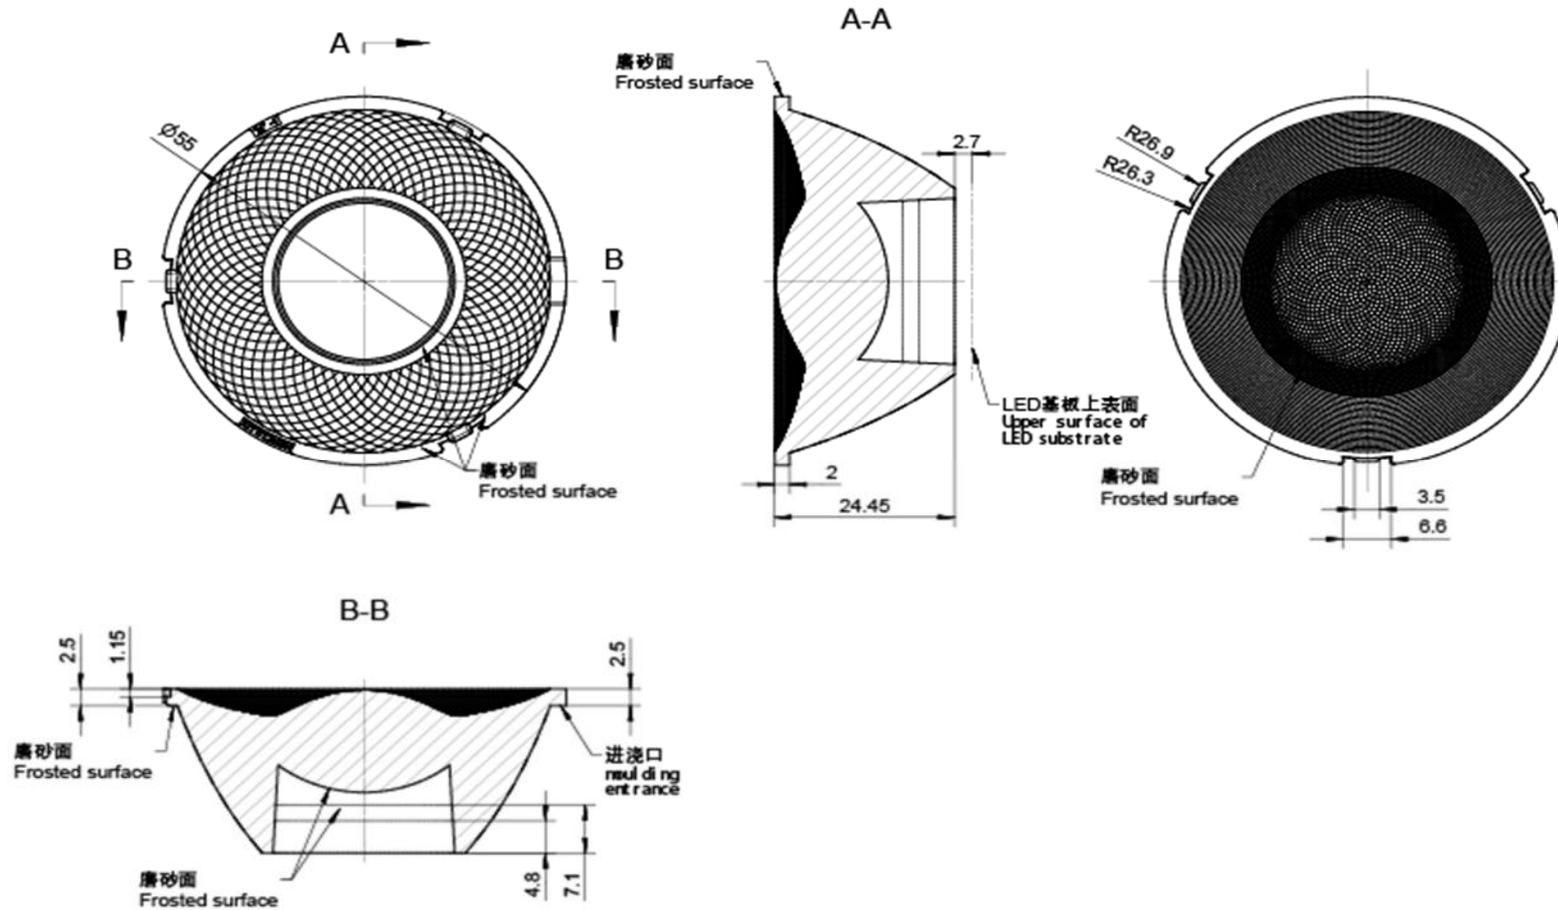 A
Ø55
B
B
磨砂面
Frosted surface
A
A-A
磨砂面
Frosted surface
2.7
LED基板上表面
Upper surface of
LED substrate
2
24.45
R26.9
R26.3
磨砂面
Frosted surface
3.5
6.6
B-B
2.5
1.15
2.5
磨砂面
Frosted surface
进浇口
moulding
entrance
磨砂面
Frosted surface
4.8
7.1